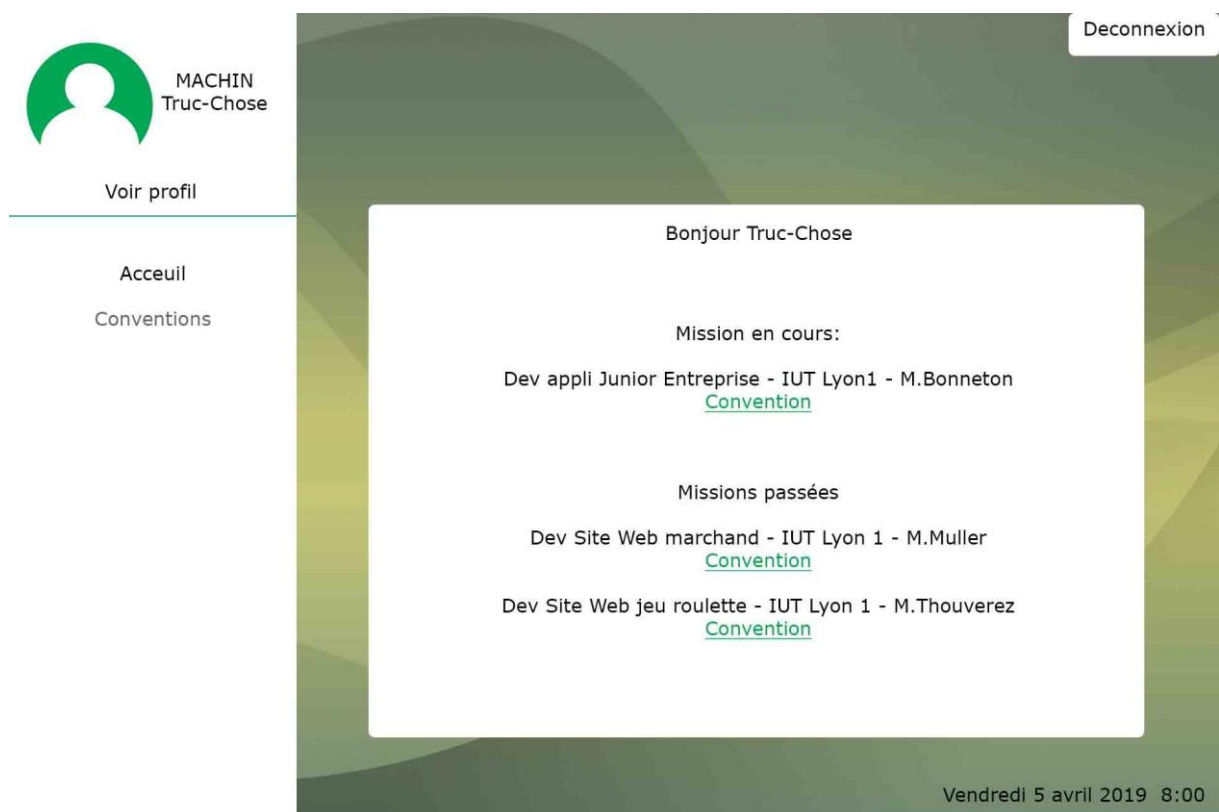 Deconnexion
MACHIN
Truc-Chose
Voir profil
Acceuil
Conventions
Bonjour Truc-Chose
Mission en cours:
Dev appli Junior Entreprise - IUT Lyon1 - M.Bonneton
Convention
Missions passées
Dev Site Web marchand - IUT Lyon 1 - M.Muller
Convention
Dev Site Web jeu roulette - IUT Lyon 1 - M.Thouverez
Convention
Vendredi 5 avril 2019 8:00